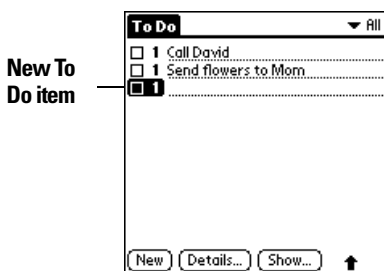 To Do
All
1 Call David
1 Send flowers to Mom
1
New To
Do item
New
Details...
Show...